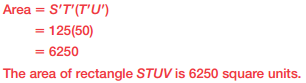 Area = S'T'(T'U')
= 125(50)
= 6250
The area of rectangle STUV is 6250 square units.